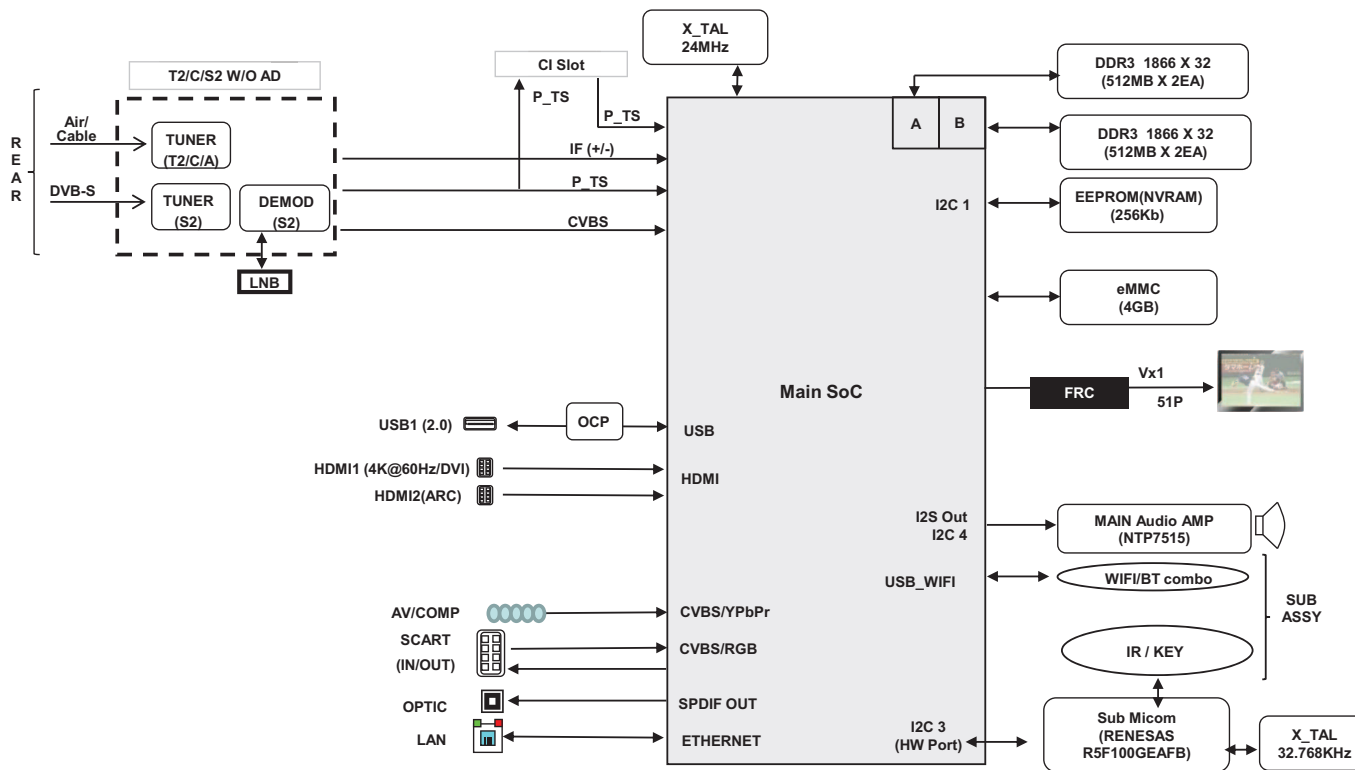 X_TAL
24MHz
T2/C/S2 W/O AD
CI Slot
DDR3 1866 X 32
(512MB X 2EA)
P_TS
P_TS
A
B
R
E
A
R
Air/
Cable
TUNER
(T2/C/A)
IF (+/-)
DDR3 1866 X 32
(512MB X 2EA)
DVB-S
TUNER
(S2)
DEMOD
(S2)
P_TS
CVBS
I2C 1
EEPROM(NVRAM)
(256Kb)
LNB
eMMC
(4GB)
Main SoC
FRC
Vx1
51P
USB1 (2.0)
OCP
USB
HDMI1 (4K@60Hz/DVI)
HDMI
HDMI2(ARC)
I2S Out
I2C 4
MAIN Audio AMP
(NTP7515)
USB_WIFI
WIFI/BT combo
SUB
ASSY
AV/COMP
CVBS/YPbPr
SCART
(IN/OUT)
CVBS/RGB
IR / KEY
OPTIC
SPDIF OUT
LAN
ETHERNET
I2C 3
(HW Port)
Sub Micom
(RENESAS
R5F100GEAFB)
X_TAL
32.768KHz